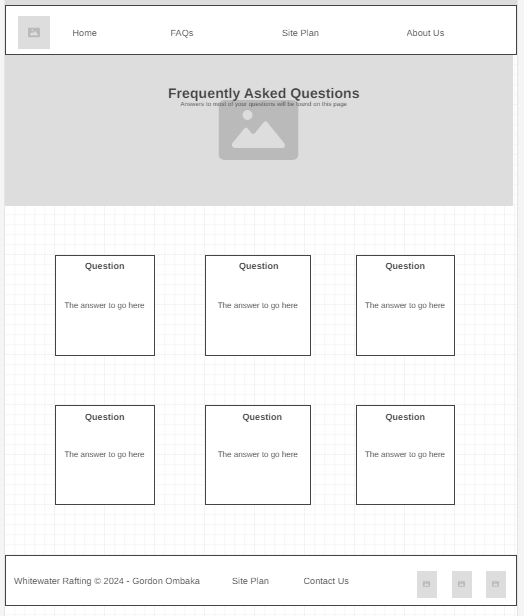 Home FAQs Site Plan About Us
Frequently Asked Questions
Answers to most of your questions will be found on this page
Question Question Question
The answer to go here The answer to go here The answer to go here
Question Question Question
The answer to go here The answer to go here The answer to go here
Whitewater Rafting © 2024 - Gordon Ombaka Site Plan Contact Us